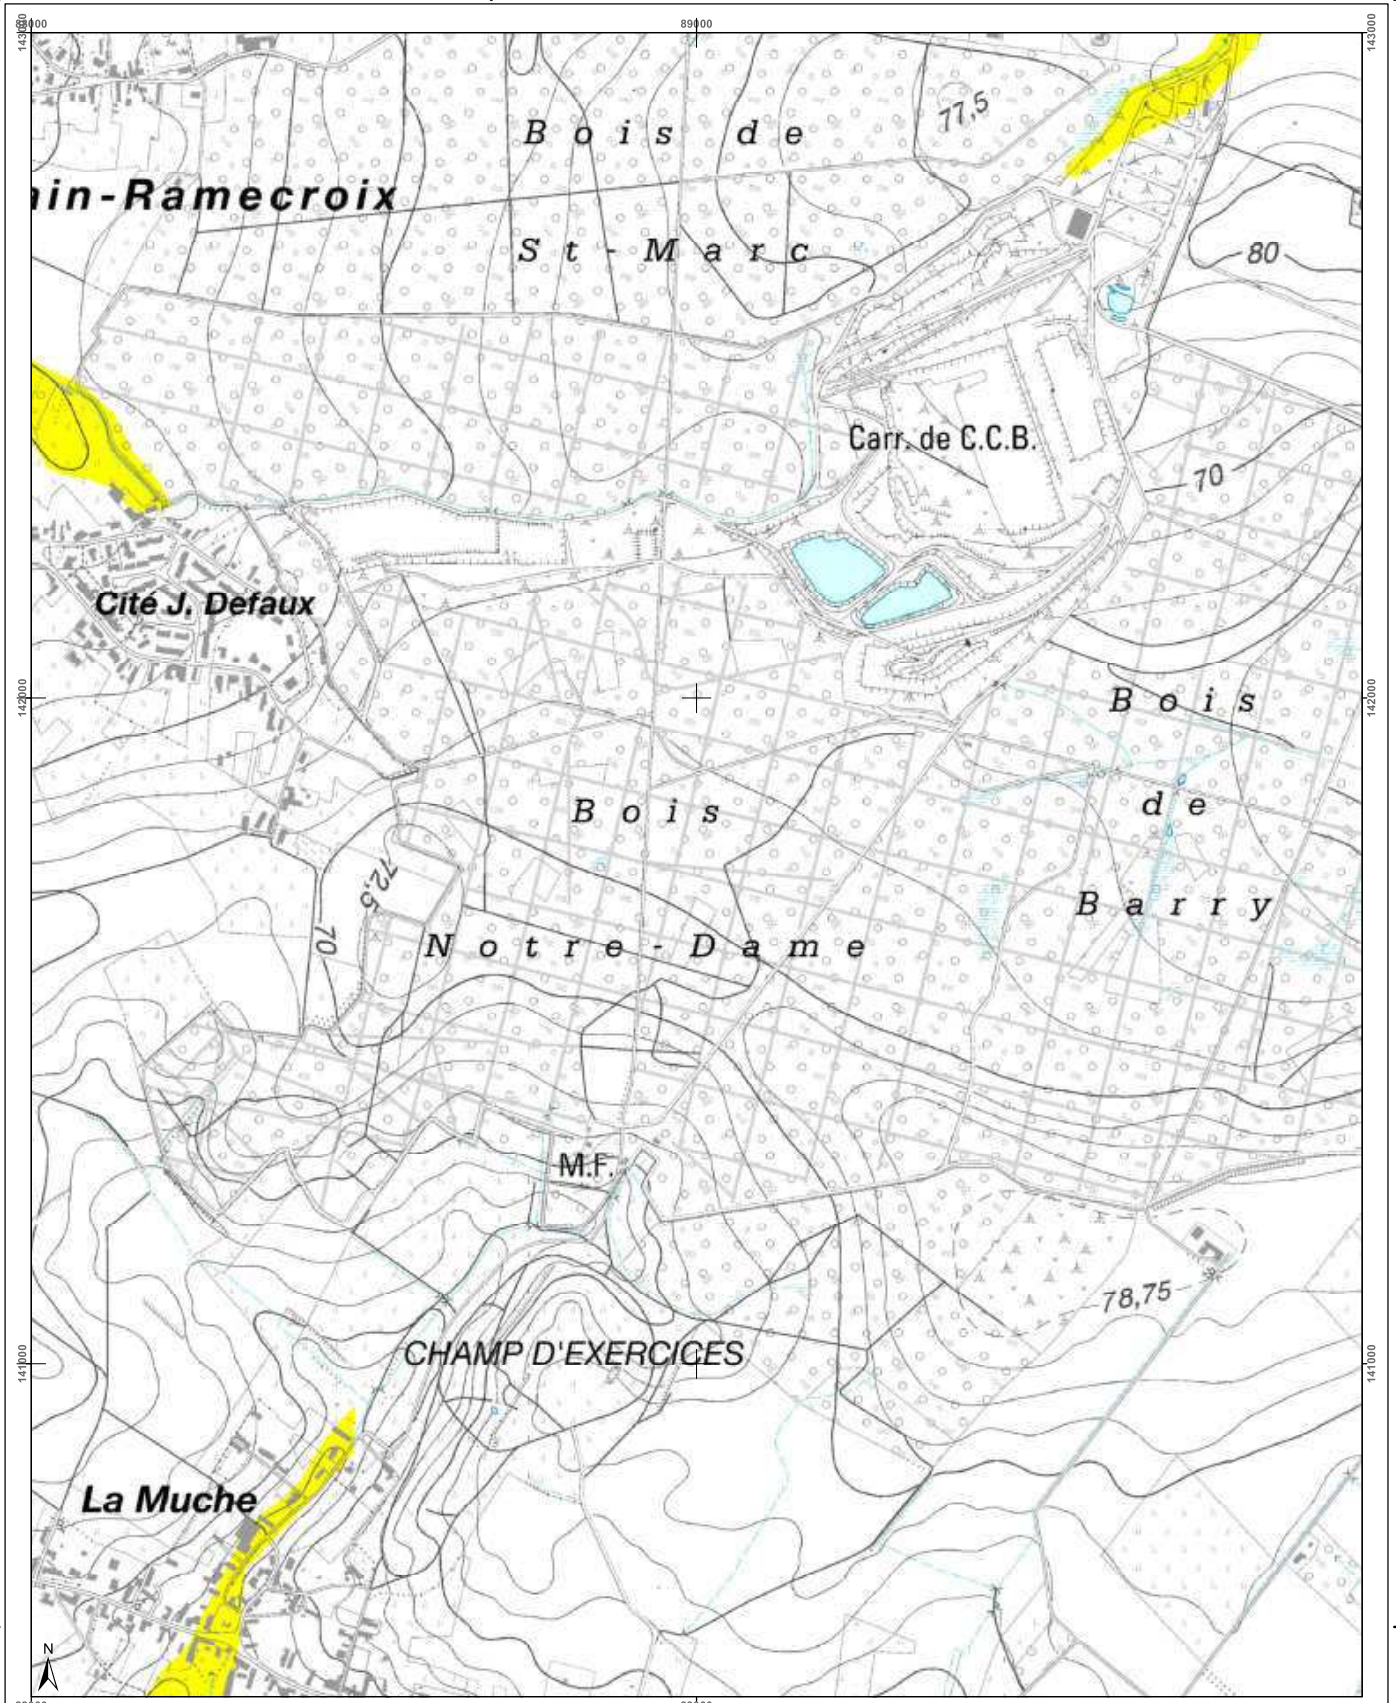 89000
143000
143000
Bois de
77,5
ain-Ramecroix
St-Marc
80
Carr. de C.C.B.
70
Cité J. Defaux
142000
142000
Bois
Bois
de
72,5
Barry
70
Notre-Dame
M.F.
78,75
CHAMP D'EXERCICES
141000
141000
La Muche
N